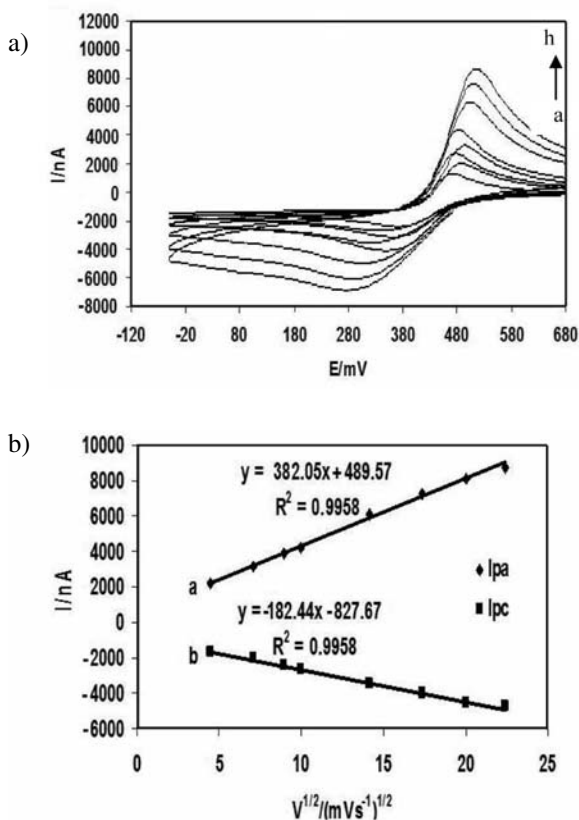 a)
12000
10000
8000
6000
4000
2000
0
-2000
-4000
-6000
-8000
I/nA
h
a
-120 -20 80 180 280 380 480 580 680
E/mV
b)
10000
8000
6000
4000
2000
0
-2000
-4000
-6000
I/nA
y = 382.05x + 489.57
R² = 0.9958
a
Ipa
y = -182.44x - 827.67
Ipc
b
R² = 0.9958
0 5 10 15 20 25
V^1/2/(mVs^-1)^1/2